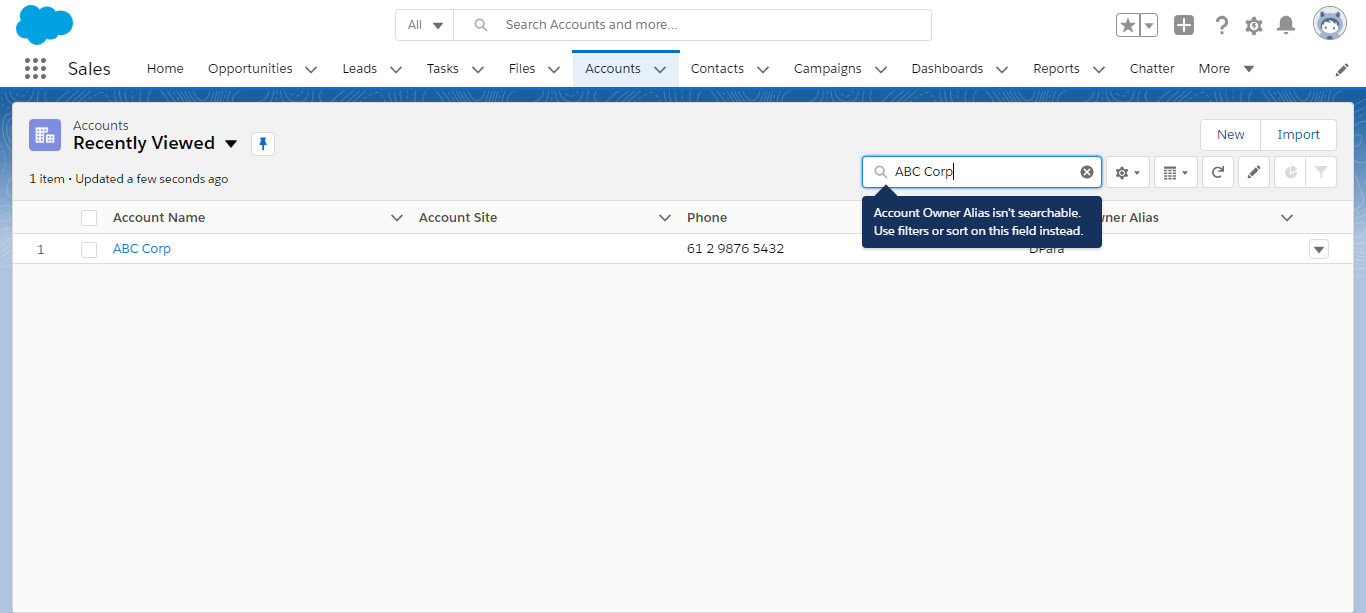 All
Search Accounts and more...
Sales
Home
Opportunities
Leads
Tasks
Files
Accounts
Contacts
Campaigns
Dashboards
Reports
Chatter
More
Accounts
Recently Viewed
New
Import
1 item • Updated a few seconds ago
ABC Corp
Account Owner Alias isn't searchable.
Use filters or sort on this field instead.
Account Name
Account Site
Phone
wner Alias
1
ABC Corp
61 2 9876 5432
DPara